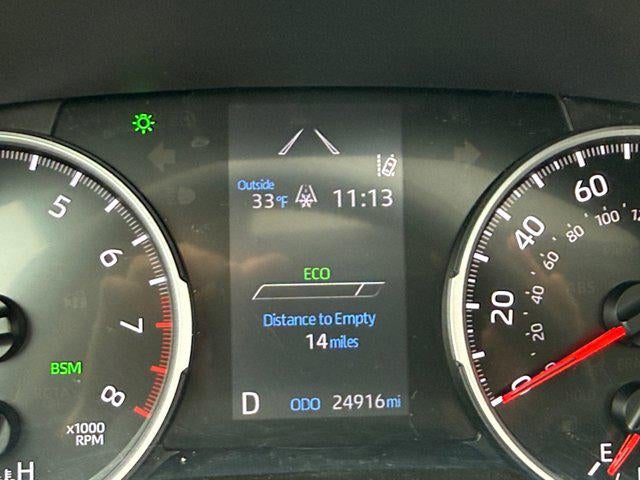 5
6
7
8
BSM
x1000
RPM
H
Outside
33°F
11:13
ECO
Distance to Empty
14 miles
D ODO 24916 mi
0
20
40
60
20
40
60
80
100
E